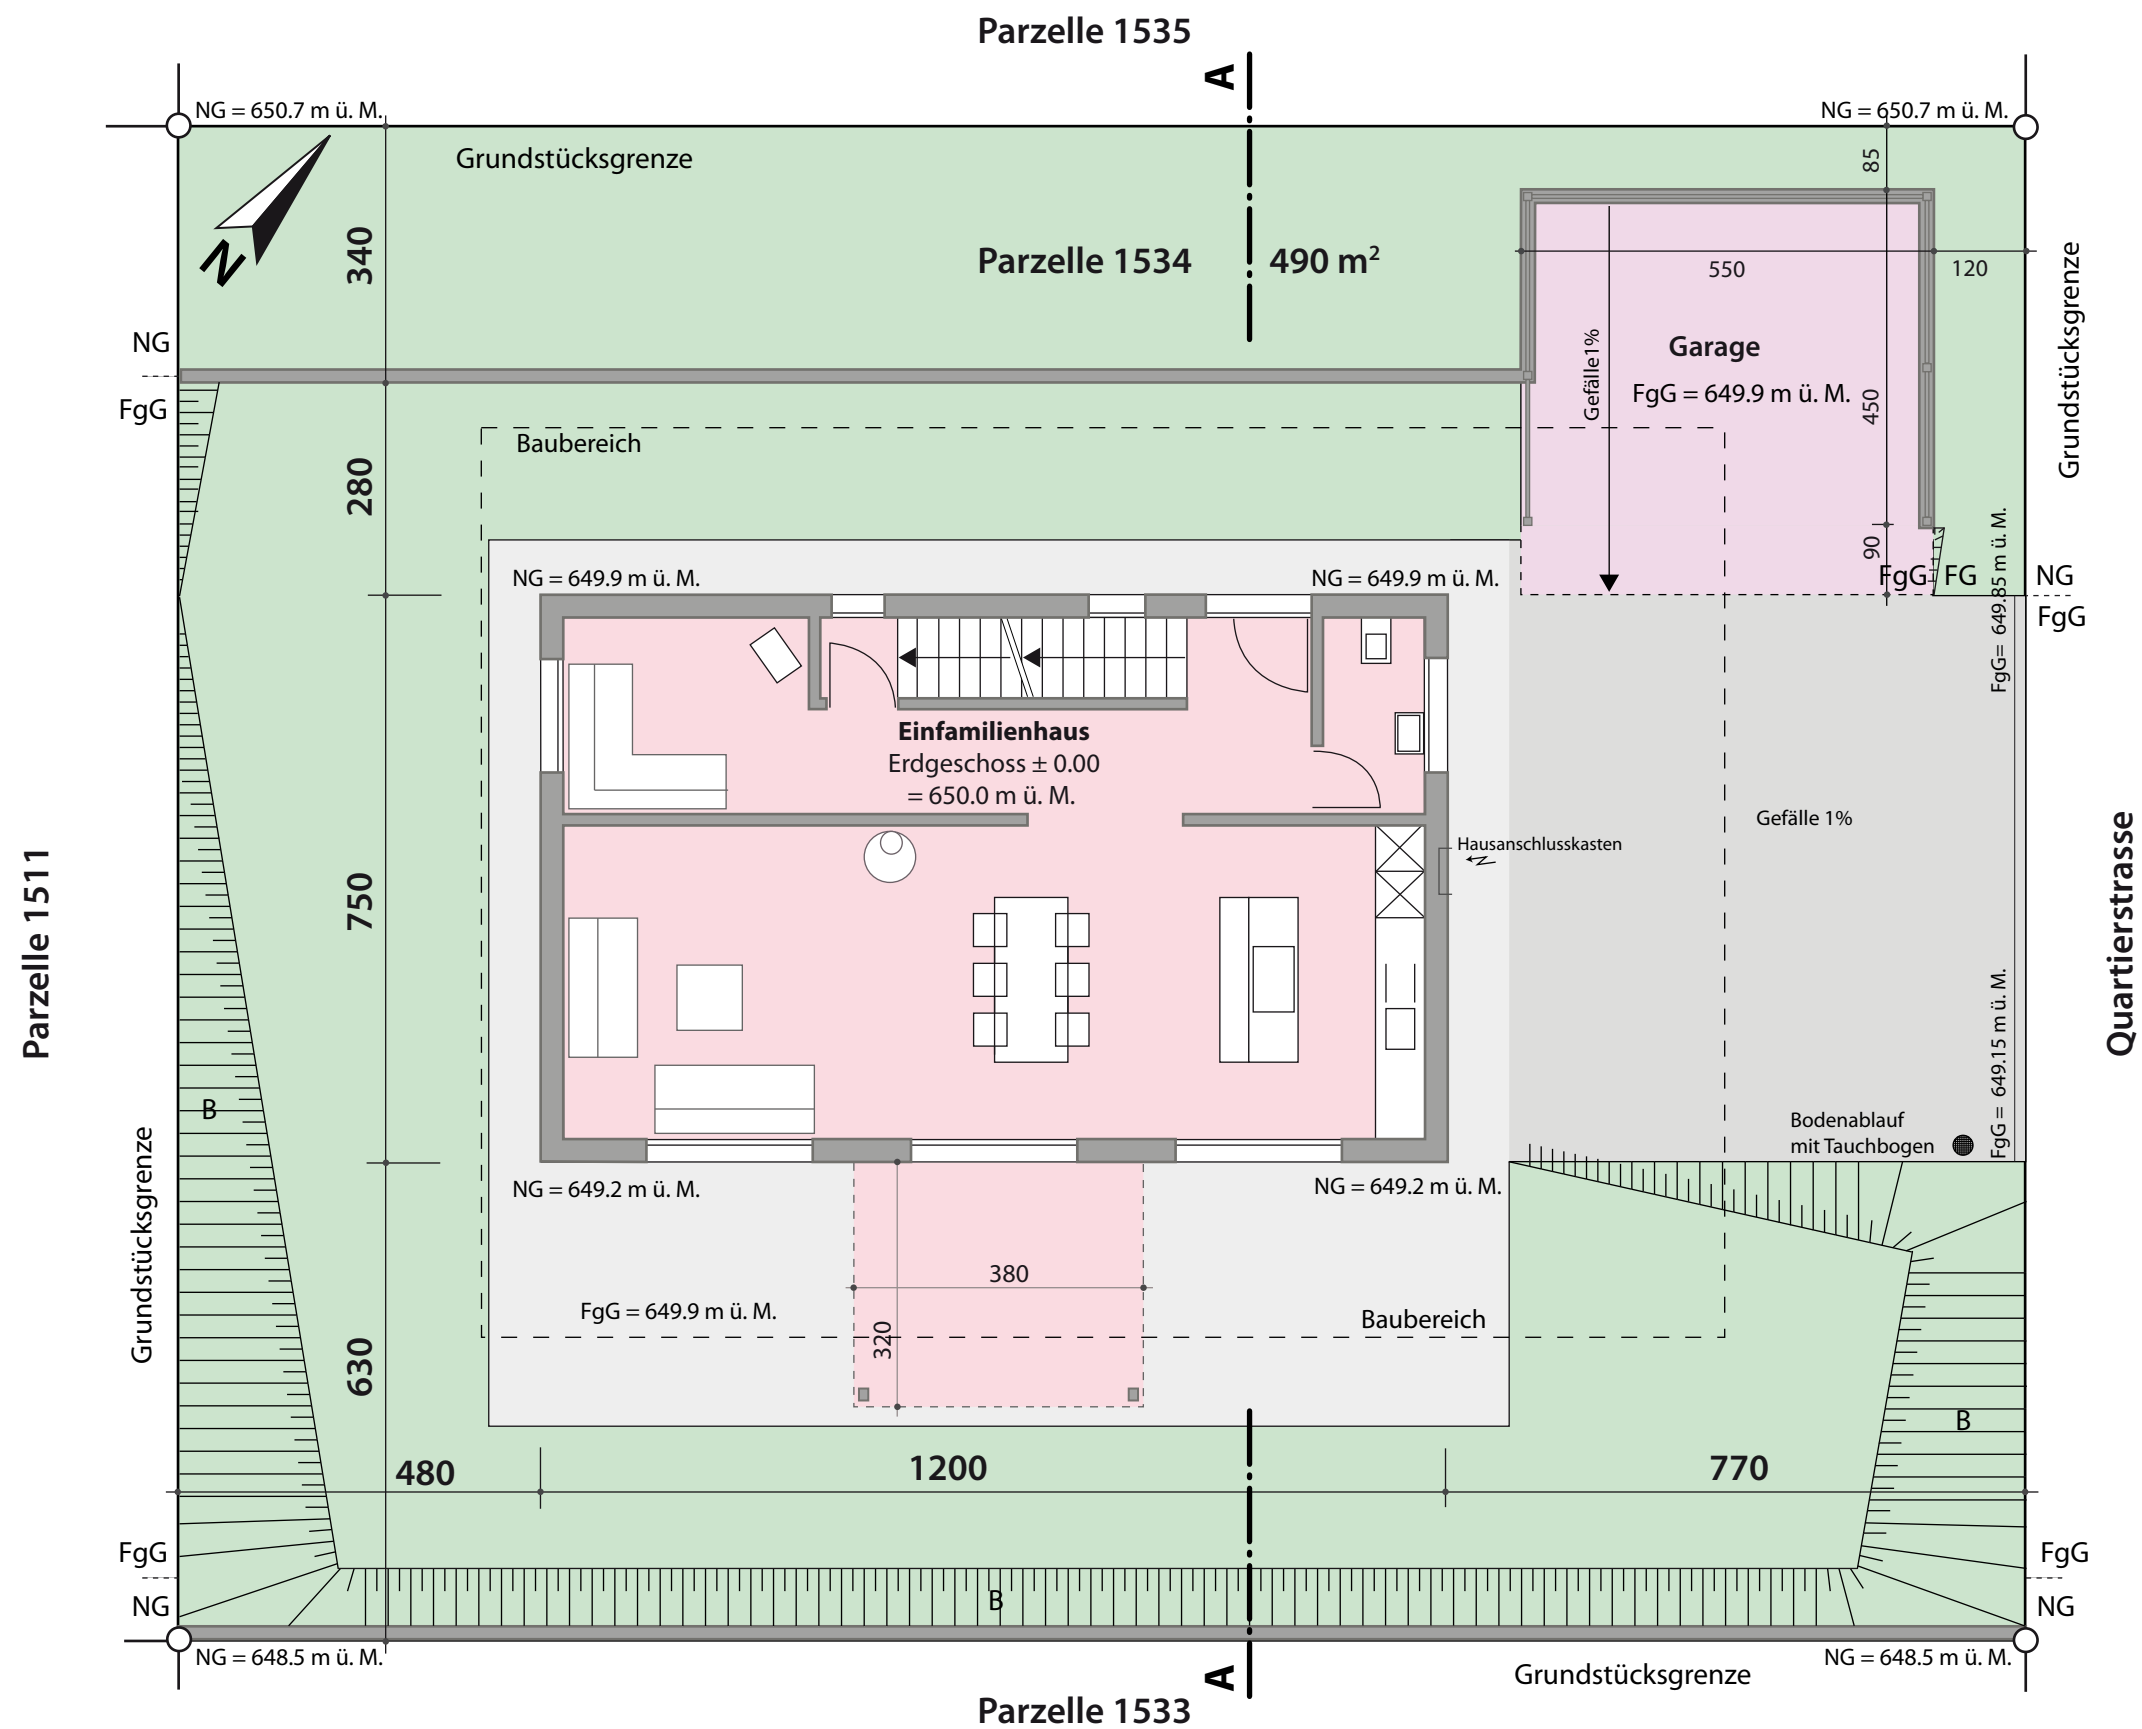 Parzelle 1535
A
NG = 650.7 m ü. M.
NG = 650.7 m ü. M.
Grundstücksgrenze
85
N
340
Parzelle 1534
490 m²
550
120
Grundstücksgrenze
NG
FgG
Gefälle1%
Garage
FgG = 649.9 m ü. M.
450
Baubereich
280
90
NG = 649.9 m ü. M.
NG = 649.9 m ü. M.
FgG
FG
FgG= 649.85 m ü. M.
NG
FgG
Einfamilienhaus
Erdgeschoss ± 0.00
= 650.0 m ü. M.
Gefälle 1%
Hausanschlusskasten
Parzelle 1511
750
Quartierstrasse
B
FgG = 649.15 m ü. M.
Bodenablauf
mit Tauchbogen
Grundstücksgrenze
NG = 649.2 m ü. M.
NG = 649.2 m ü. M.
380
FgG = 649.9 m ü. M.
320
Baubereich
630
B
480
1200
770
FgG
NG
B
FgG
NG
NG = 648.5 m ü. M.
NG = 648.5 m ü. M.
A
Grundstücksgrenze
Parzelle 1533